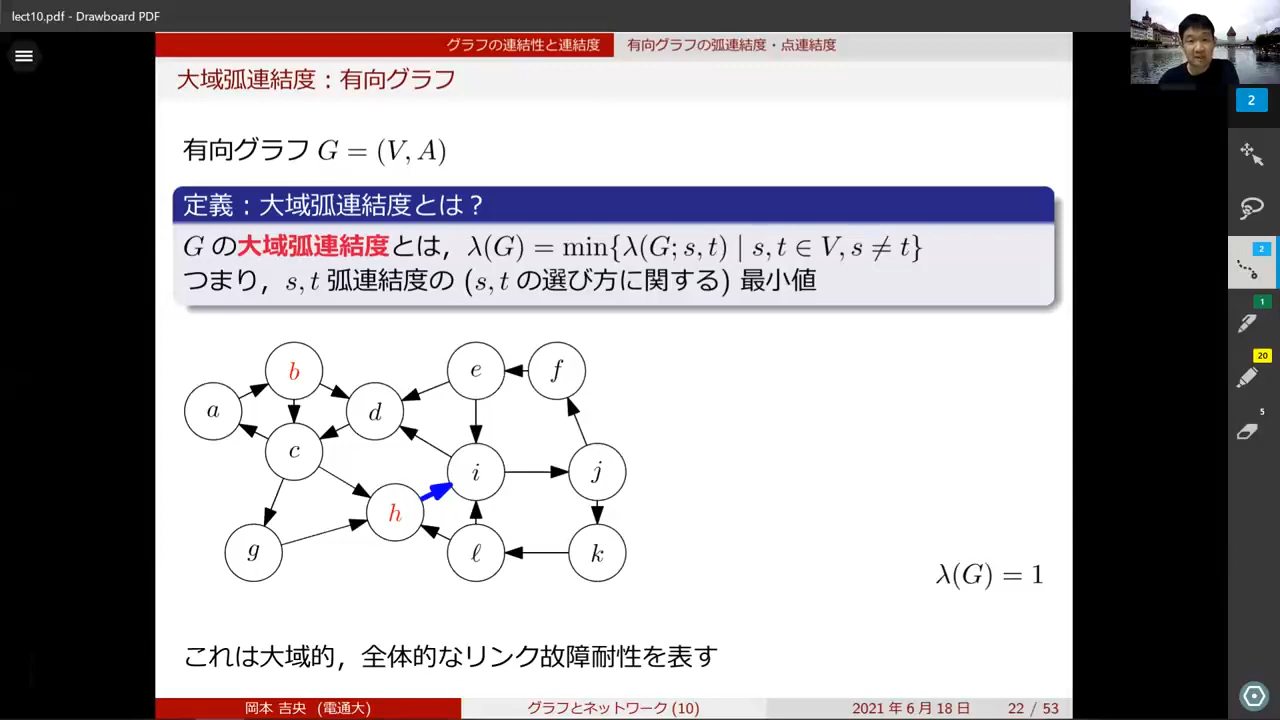 lect10.pdf - Drawboard PDF
グラフの連結性と連結度 有向グラフの弧連結度・点連結度
大域弧連結度：有向グラフ
有向グラフ G = (V, A)
定義：大域弧連結度とは？
G の大域弧連結度とは, λ(G) = min{λ(G; s, t) | s, t ∈ V, s ≠ t}
つまり, s, t 弧連結度の (s, t の選び方に関する) 最小値
b
e
f
a
d
c
i
j
h
g
ℓ
k
λ(G) = 1
これは大域的, 全体的なリンク故障耐性を表す
岡本 吉央 (電通大) グラフとネットワーク (10) 2021 年 6 月 18 日 22 / 53
2
2
1
20
5